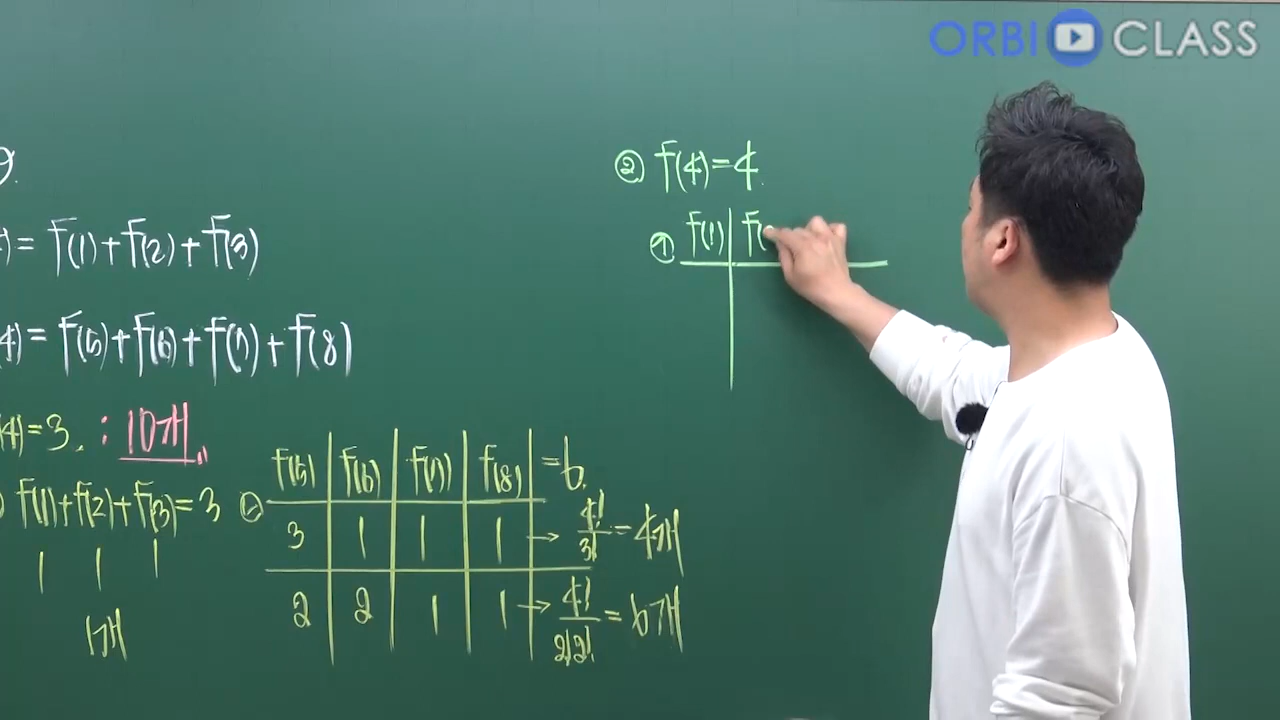 ORBI CLASS
9.
4) = f(1)+f(2)+f(3)
(4) = f(5)+f(6)+f(7)+f(8)
(4)=3. : 10개
f(1)+f(2)+f(3)=3
1 1 1
1개
㉡ f(5) f(6) f(7) f(8) =6.
3 1 1 1 → 4!/3! = 4개
2 2 1 1 → 4!/2!2! = 6개
② f(4)=4.
㉠ f(1) f(